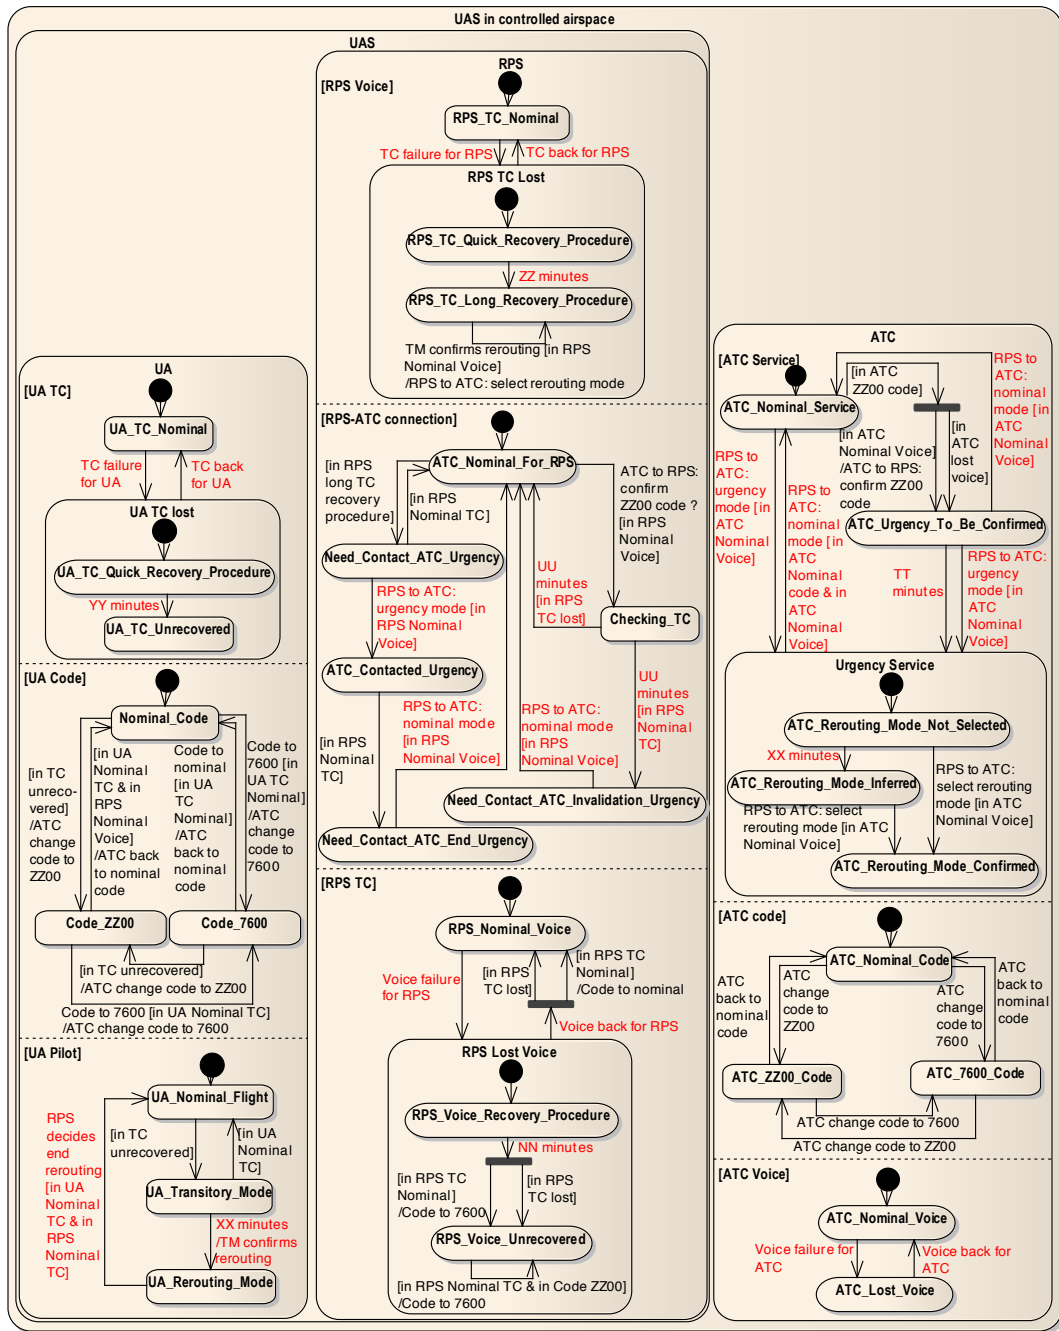 UAS in controlled airspace
UAS
RPS
[RPS Voice]
RPS_TC_Nominal
TC failure for RPS
TC back for RPS
RPS TC Lost
RPS_TC_Quick_Recovery_Procedure
ZZ minutes
RPS_TC_Long_Recovery_Procedure
TM confirms rerouting [in RPS
Nominal Voice]
/RPS to ATC: select rerouting mode
UA
[UA TC]
UA_TC_Nominal
TC failure
for UA
TC back
for UA
UA TC lost
UA_TC_Quick_Recovery_Procedure
YY minutes
UA_TC_Unrecovered
[UA Code]
Nominal_Code
[in TC
unreco-
vered]
/ATC
change
code to
ZZ00
[in UA
Nominal
TC & in
RPS
Nominal
Voice]
/ATC back
to nominal
code
Code to
nominal
[in UA
TC
Nominal]
/ATC
back to
nominal
code
Code to
7600 [in
UA TC
Nominal]
/ATC
change
code to
7600
Code_ZZ00
Code_7600
[in TC unrecovered]
/ATC change code to ZZ00
Code to 7600 [in UA Nominal TC]
/ATC change code to 7600
[UA Pilot]
UA_Nominal_Flight
RPS
decides
end
rerouting
[in UA
Nominal
TC & in
RPS
Nominal
TC]
[in TC
unrecovered]
[in UA
Nominal
TC]
UA_Transitory_Mode
XX minutes
/TM confirms
rerouting
UA_Rerouting_Mode
[RPS-ATC connection]
ATC_Nominal_For_RPS
[in RPS
long TC
recovery
procedure]
[in RPS
Nominal TC]
ATC to RPS:
confirm
ZZ00 code ?
[in RPS
Nominal
Voice]
Need_Contact_ATC_Urgency
RPS to ATC:
urgency mode [in
RPS Nominal
Voice]
UU
minutes
[in RPS
TC lost]
Checking_TC
ATC_Contacted_Urgency
UU
minutes
[in RPS
Nominal
TC]
[in RPS
Nominal
TC]
RPS to ATC:
nominal mode
[in RPS
Nominal Voice]
RPS to ATC:
nominal mode
[in RPS
Nominal
Voice]
Need_Contact_ATC_Invalidation_Urgency
Need_Contact_ATC_End_Urgency
[RPS TC]
RPS_Nominal_Voice
Voice failure
for RPS
[in RPS
TC lost]
[in RPS TC
Nominal]
/Code to nominal
Voice back for RPS
RPS Lost Voice
RPS_Voice_Recovery_Procedure
NN minutes
[in RPS TC
Nominal]
/Code to 7600
[in RPS
TC lost]
RPS_Voice_Unrecovered
[in RPS Nominal TC & in Code ZZ00]
/Code to 7600
ATC
[ATC Service]
[in ATC
ZZ00 code]
RPS to
ATC:
nominal
mode [in
ATC
Nominal
Voice]
ATC_Nominal_Service
[in ATC
Nominal Voice]
/ATC to RPS:
confirm ZZ00
code
[in
ATC
lost
voice]
RPS to
ATC:
urgency
mode [in
ATC
Nominal
Voice]
RPS to
ATC:
nominal
mode [in
ATC
Nominal
code & in
ATC
Nominal
Voice]
ATC_Urgency_To_Be_Confirmed
TT
minutes
RPS to ATC:
urgency
mode [in
ATC
Nominal
Voice]
Urgency Service
ATC_Rerouting_Mode_Not_Selected
XX minutes
ATC_Rerouting_Mode_Inferred
RPS to ATC: select
rerouting mode [in ATC
Nominal Voice]
RPS to ATC:
select rerouting
mode [in ATC
Nominal Voice]
ATC_Rerouting_Mode_Confirmed
[ATC code]
ATC_Nominal_Code
ATC
back to
nominal
code
ATC
change
code to
ZZ00
ATC
change
code to
7600
ATC
back to
nominal
code
ATC_ZZ00_Code
ATC_7600_Code
ATC change code to 7600
ATC change code to ZZ00
[ATC Voice]
ATC_Nominal_Voice
Voice failure for
ATC
Voice back for
ATC
ATC_Lost_Voice